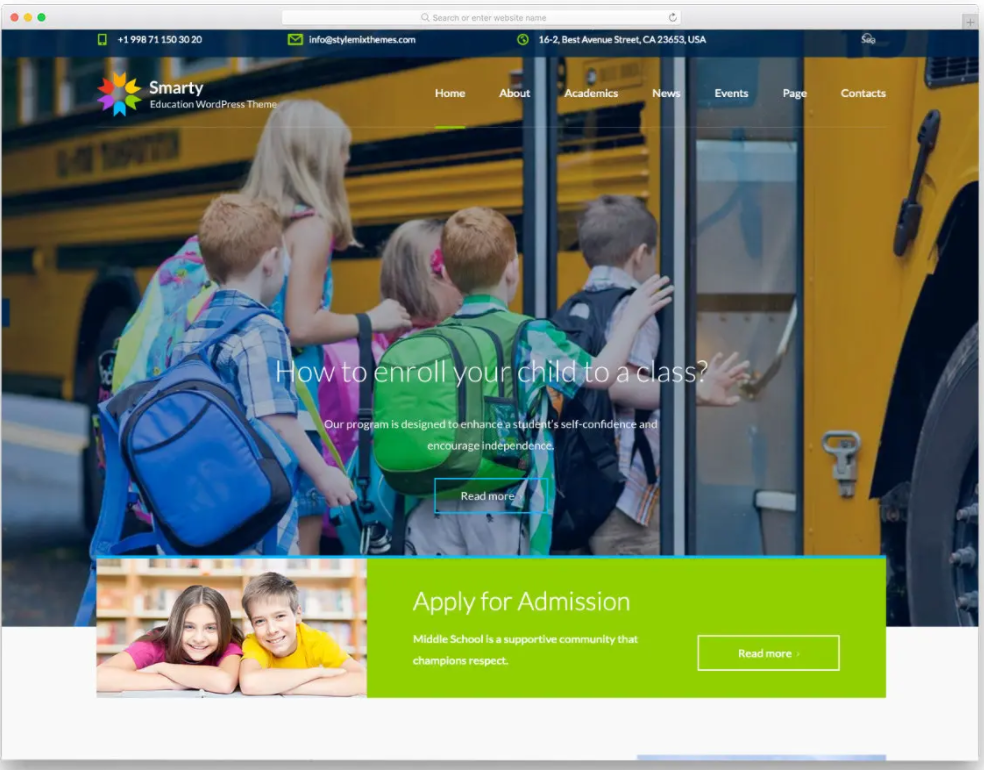 Search or enter website name
+1 998 71 150 30 20
info@stylemixthemes.com
16-2, Best Avenue Street, CA 23653, USA
Smarty
Education WordPress Theme
Home
About
Academics
News
Events
Page
Contacts
How to enroll your child to a class?
Our program is designed to enhance a student's self-confidence and
encourage independence.
Read more ›
Apply for Admission
Middle School is a supportive community that
champions respect.
Read more ›